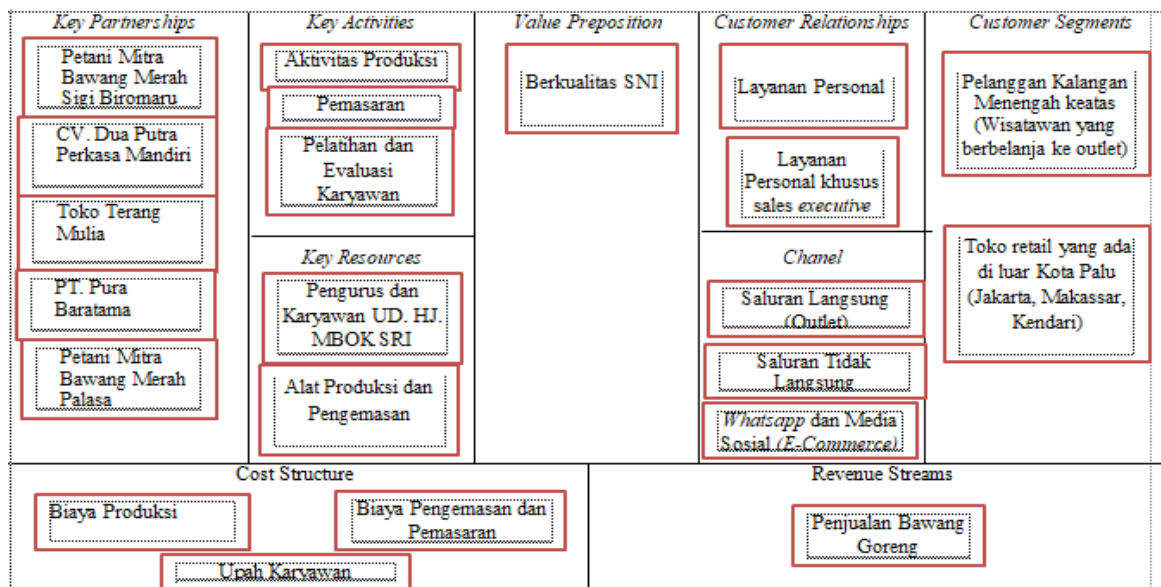 Key Partnerships
Petani Mitra
Bawang Merah
Sigi Biromaru
CV. Dua Putra
Perkasa Mandiri
Toko Terang
Mulia
PT. Pura
Baratama
Petani Mitra
Bawang Merah
Palasa
Key Activities
Aktivitas Produksi
Pemasaran
Pelatihan dan
Evaluasi
Karyawan
Key Resources
Pengurus dan
Karyawan UD. HJ.
MBOK SRI
Alat Produksi dan
Pengemasan
Value Preposition
Berkualitas SNI
Customer Relationships
Layanan Personal
Layanan
Personal khusus
sales executive
Chanel
Saluran Langsung
(Outlet)
Saluran Tidak
Langsung
Whatsapp dan Media
Sosial (E-Commerce)
Customer Segments
Pelanggan Kalangan
Menengah keatas
(Wisatawan yang
berbelanja ke outlet)
Toko retail yang ada
di luar Kota Palu
(Jakarta, Makassar,
Kendari)
Cost Structure
Biaya Produksi
Biaya Pengemasan dan
Pemasaran
Upah Karyawan
Revenue Streams
Penjualan Bawang
Goreng